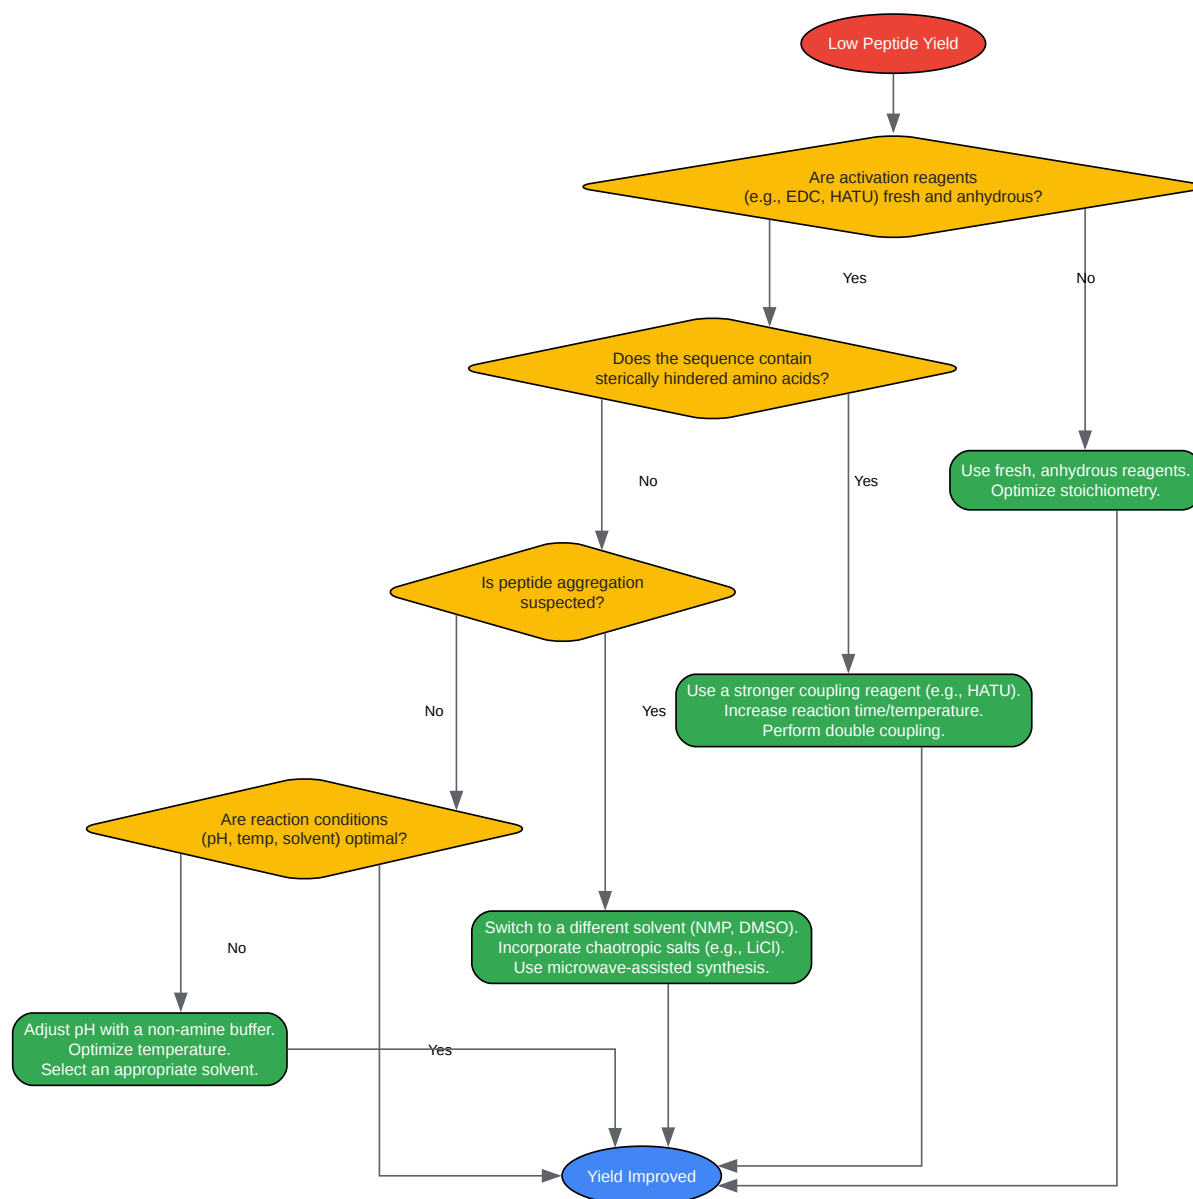 Low Peptide Yield
Are activation reagents
(e.g., EDC, HATU) fresh and anhydrous?
Yes
No
Does the sequence contain
sterically hindered amino acids?
No
Yes
Use fresh, anhydrous reagents.
Optimize stoichiometry.
Is peptide aggregation
suspected?
No
Yes
Use a stronger coupling reagent (e.g., HATU).
Increase reaction time/temperature.
Perform double coupling.
Are reaction conditions
(pH, temp, solvent) optimal?
No
Switch to a different solvent (NMP, DMSO).
Incorporate chaotropic salts (e.g., LiCl).
Use microwave-assisted synthesis.
Adjust pH with a non-amine buffer.
Optimize temperature.
Select an appropriate solvent.
Yes
Yield Improved